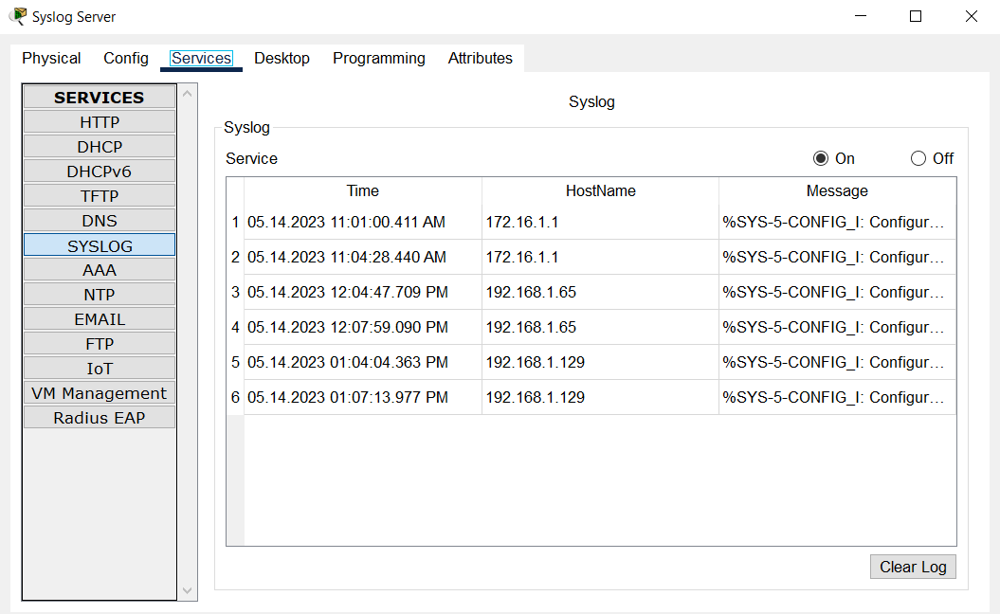 Syslog Server
Physical Config Services Desktop Programming Attributes
SERVICES
HTTP
DHCP
DHCPv6
TFTP
DNS
SYSLOG
AAA
NTP
EMAIL
FTP
IoT
VM Management
Radius EAP
Syslog
Syslog
Service On Off
Time HostName Message
1 05.14.2023 11:01:00.411 AM 172.16.1.1 %SYS-5-CONFIG_I: Configur…
2 05.14.2023 11:04:28.440 AM 172.16.1.1 %SYS-5-CONFIG_I: Configur…
3 05.14.2023 12:04:47.709 PM 192.168.1.65 %SYS-5-CONFIG_I: Configur…
4 05.14.2023 12:07:59.090 PM 192.168.1.65 %SYS-5-CONFIG_I: Configur…
5 05.14.2023 01:04:04.363 PM 192.168.1.129 %SYS-5-CONFIG_I: Configur…
6 05.14.2023 01:07:13.977 PM 192.168.1.129 %SYS-5-CONFIG_I: Configur…
Clear Log